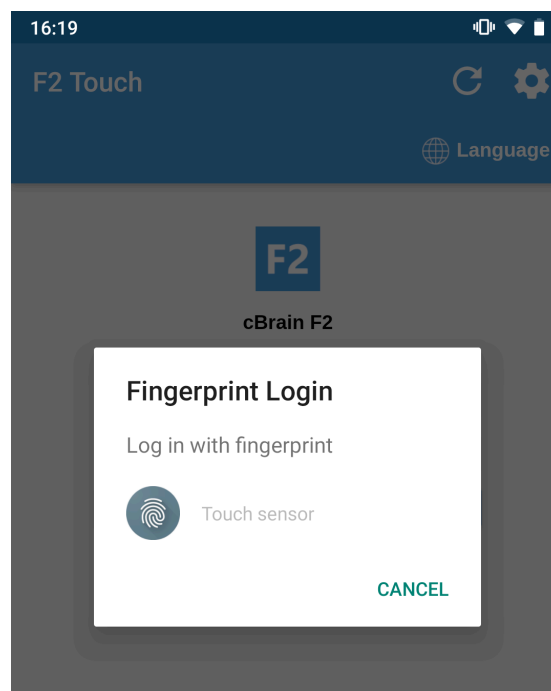 16:19
F2 Touch
Language
F2
cBrain F2
Fingerprint Login
Log in with fingerprint
Touch sensor
CANCEL